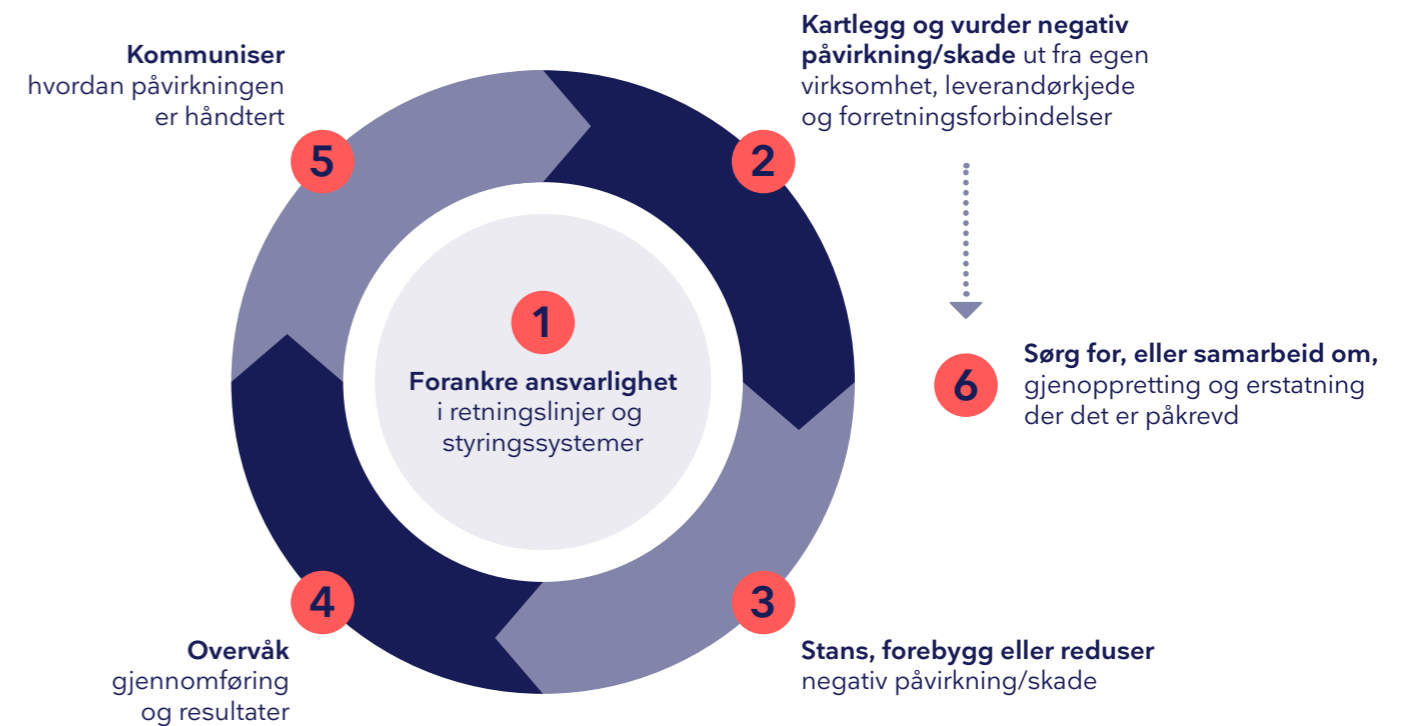 1
Forankre ansvarlighet
i retningslinjer og
styringssystemer
2
Kartlegg og vurder negativ
påvirkning/skade ut fra egen
virksomhet, leverandørkjede
og forretningsforbindelser
3
Stans, forebygg eller reduser
negativ påvirkning/skade
4
Overvåk
gjennomføring
og resultater
5
Kommuniser
hvordan påvirkningen
er håndtert
6
Sørg for, eller samarbeid om,
gjenoppretting og erstatning
der det er påkrevd